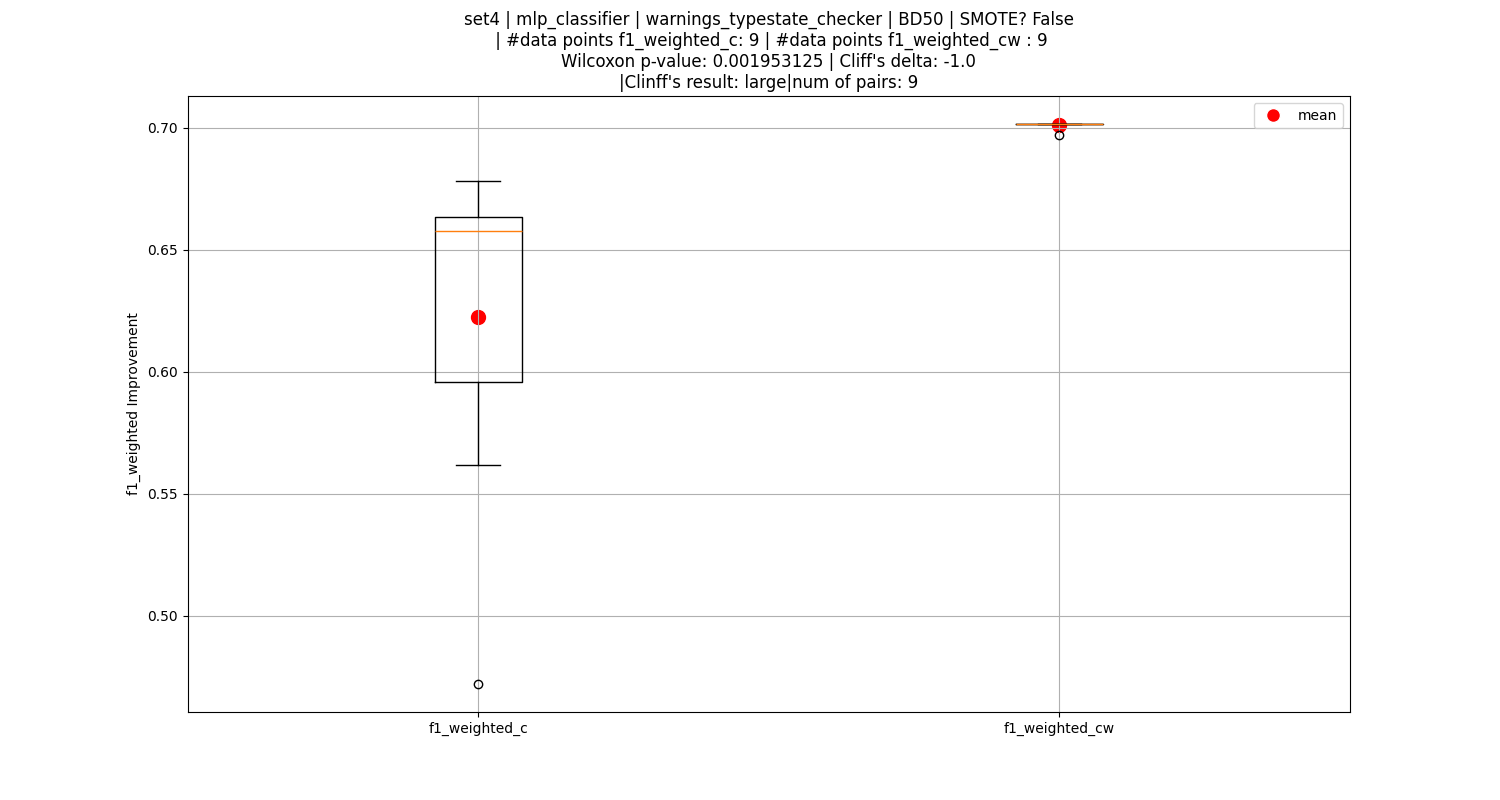 set4 | mlp_classifier | warnings_typestate_checker | BD50 | SMOTE? False
| #data points f1_weighted_c: 9 | #data points f1_weighted_cw : 9
Wilcoxon p-value: 0.001953125 | Cliff's delta: -1.0
|Clinff's result: large|num of pairs: 9
mean
0.70
0.65
0.60
0.55
0.50
f1_weighted Improvement
f1_weighted_c
f1_weighted_cw